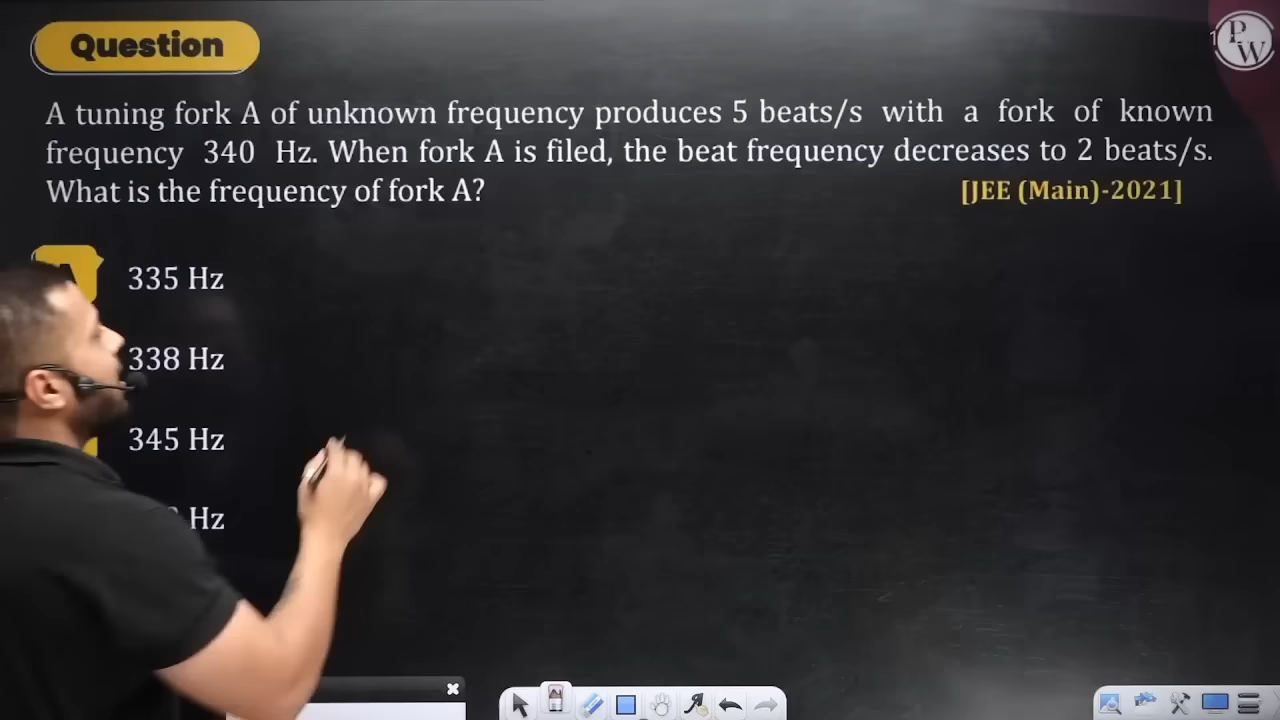 Question
P
W
A tuning fork A of unknown frequency produces 5 beats/s with a fork of known
frequency 340 Hz. When fork A is filed, the beat frequency decreases to 2 beats/s.
What is the frequency of fork A?
[JEE (Main)-2021]
335 Hz
338 Hz
345 Hz
Hz